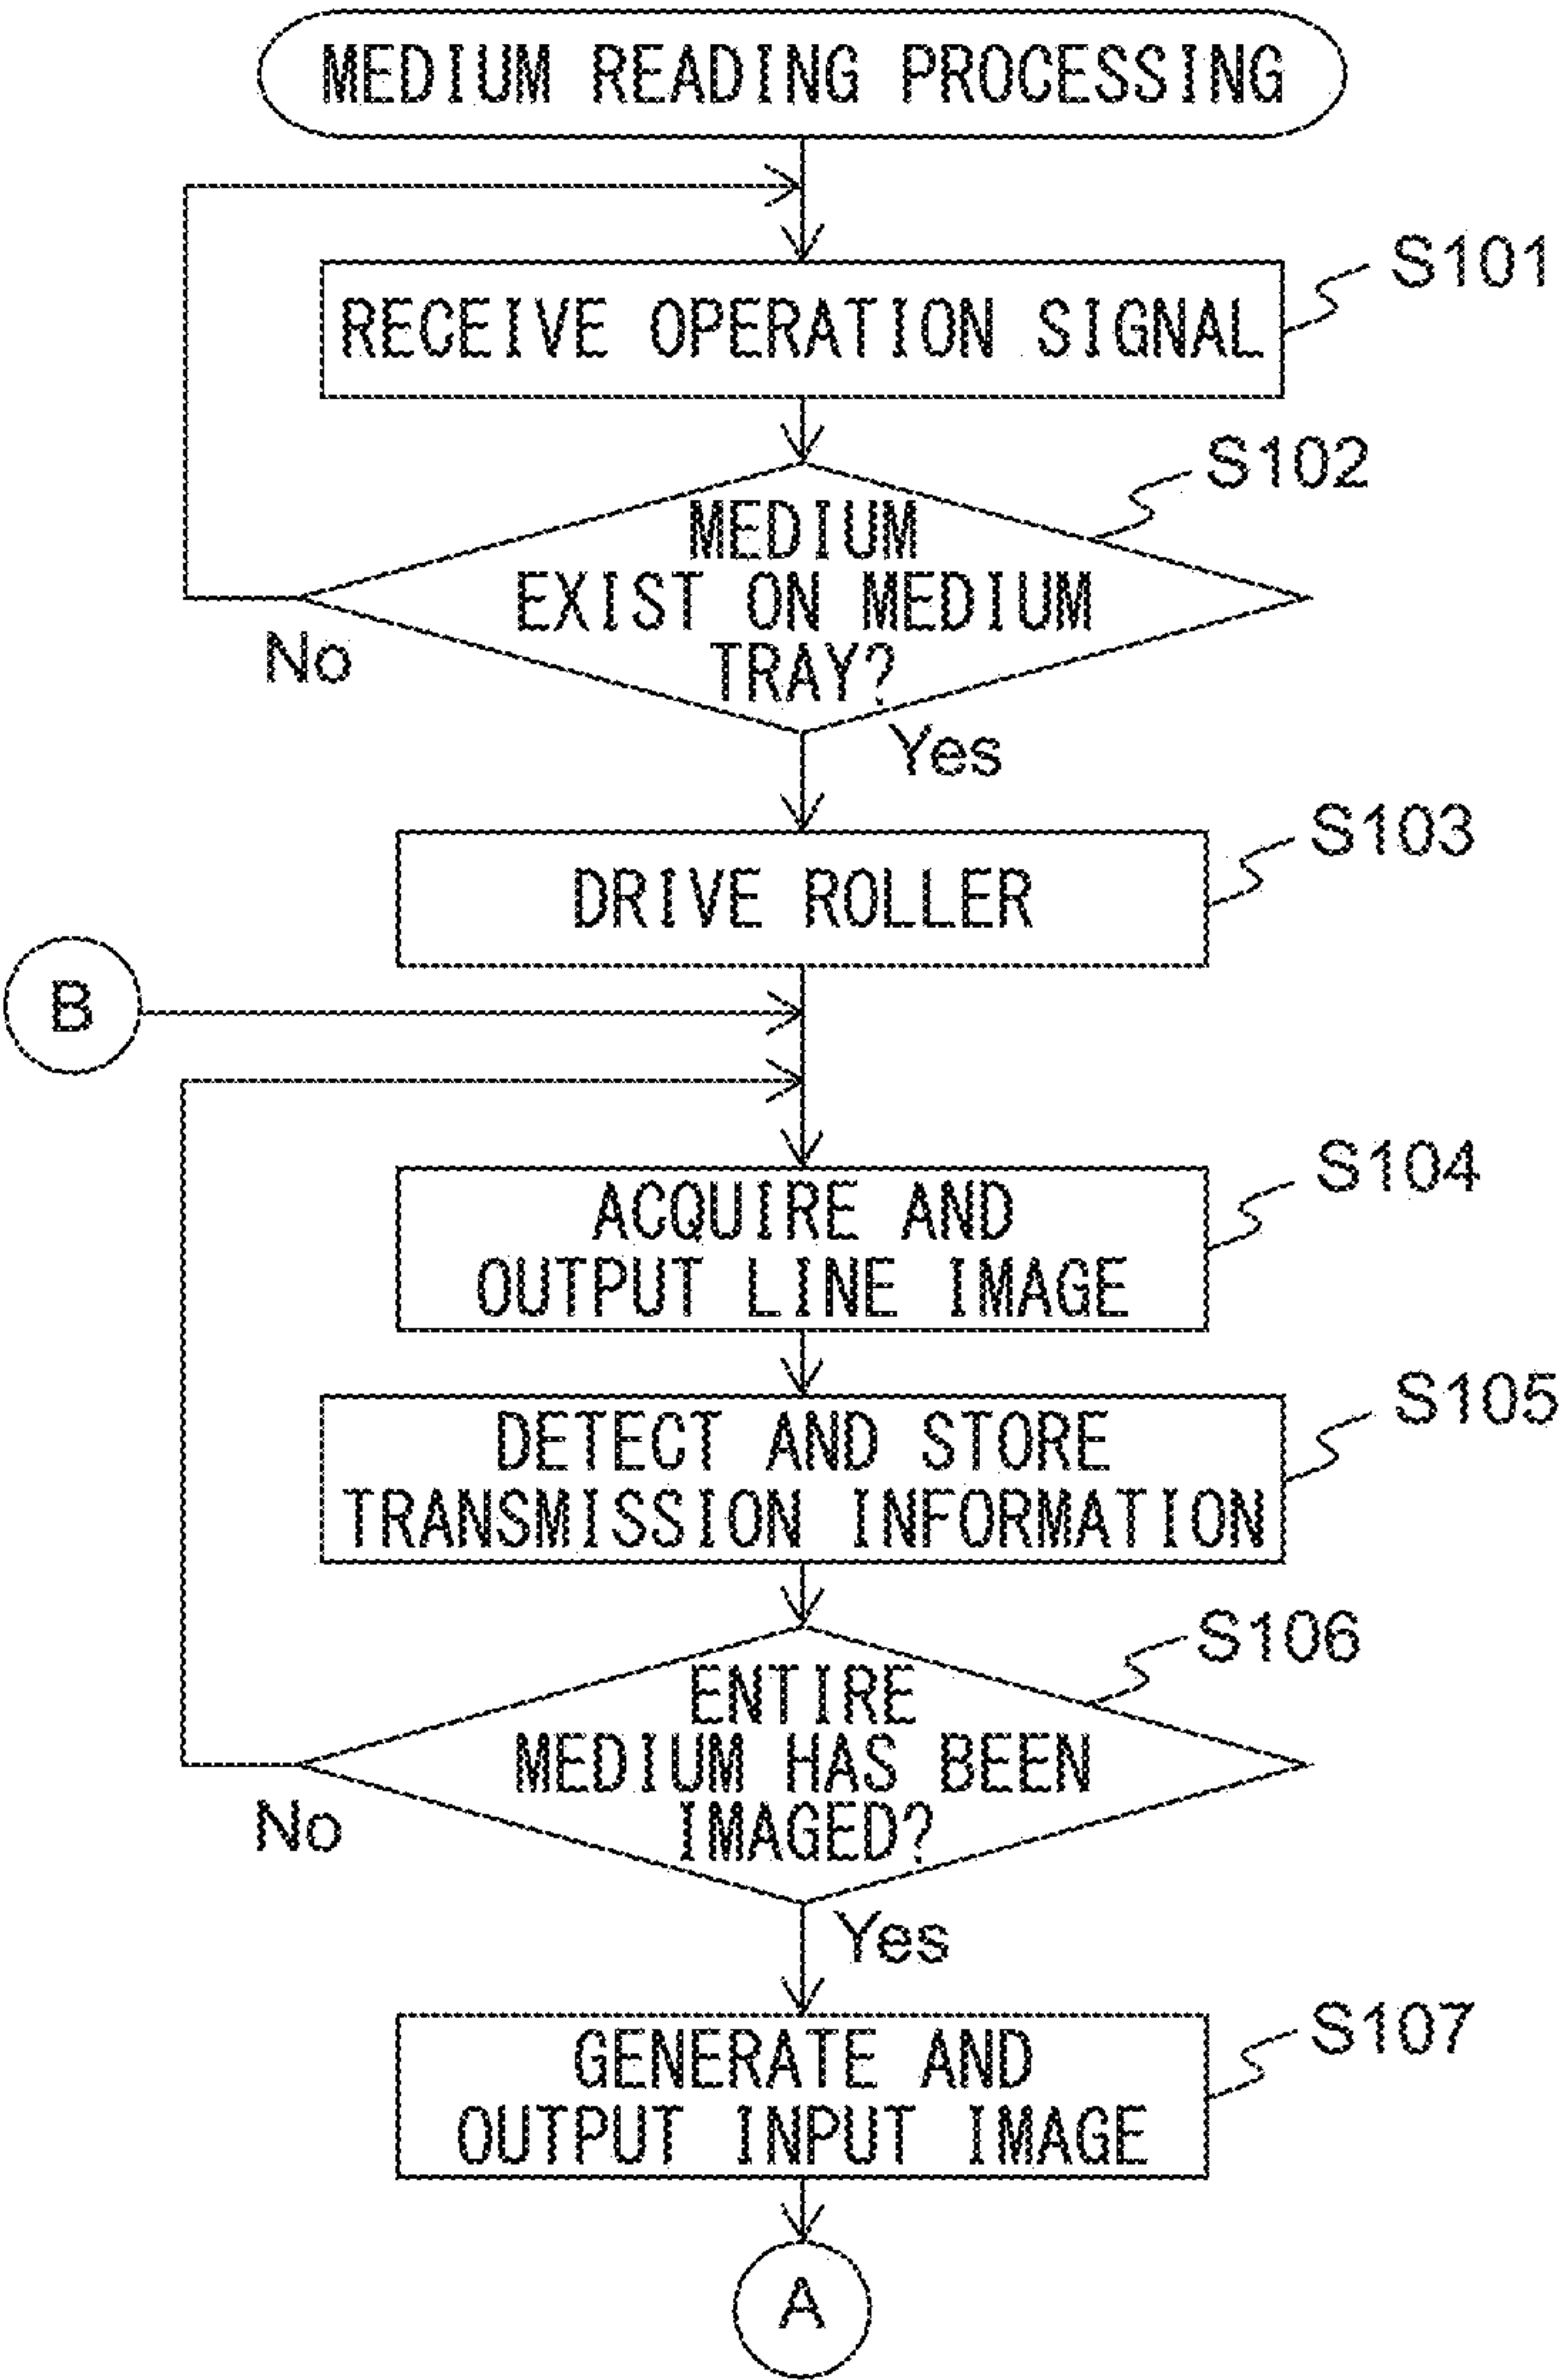 MEDIUM READING PROCESSING
S101
RECEIVE OPERATION SIGNAL
S102
MEDIUM
EXIST ON MEDIUM
TRAY?
No
Yes
S103
DRIVE ROLLER
B
S104
ACQUIRE AND
OUTPUT LINE IMAGE
S105
DETECT AND STORE
TRANSMISSION INFORMATION
S106
ENTIRE
MEDIUM HAS BEEN
IMAGED?
No
Yes
S107
GENERATE AND
OUTPUT INPUT IMAGE
A